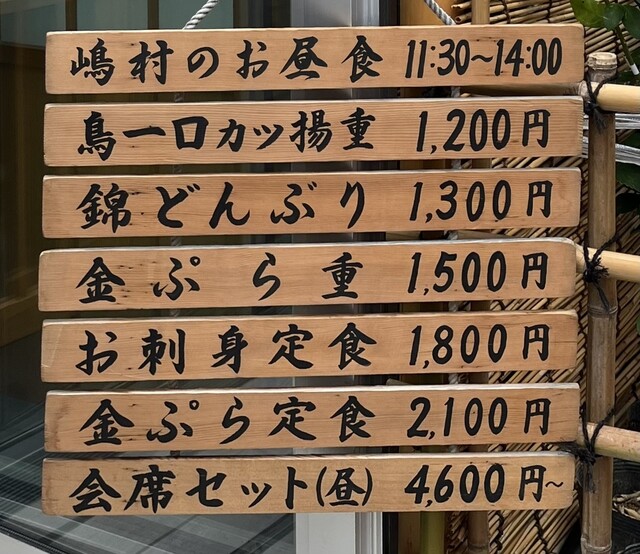 嶋村のお昼食 11:30~14:00
鳥一口カツ揚重 1,200円
錦どんぶり 1,300円
金ぷら重 1,500円
お刺身定食 1,800円
金ぷら定食 2,100円
会席セット(昼) 4,600円~